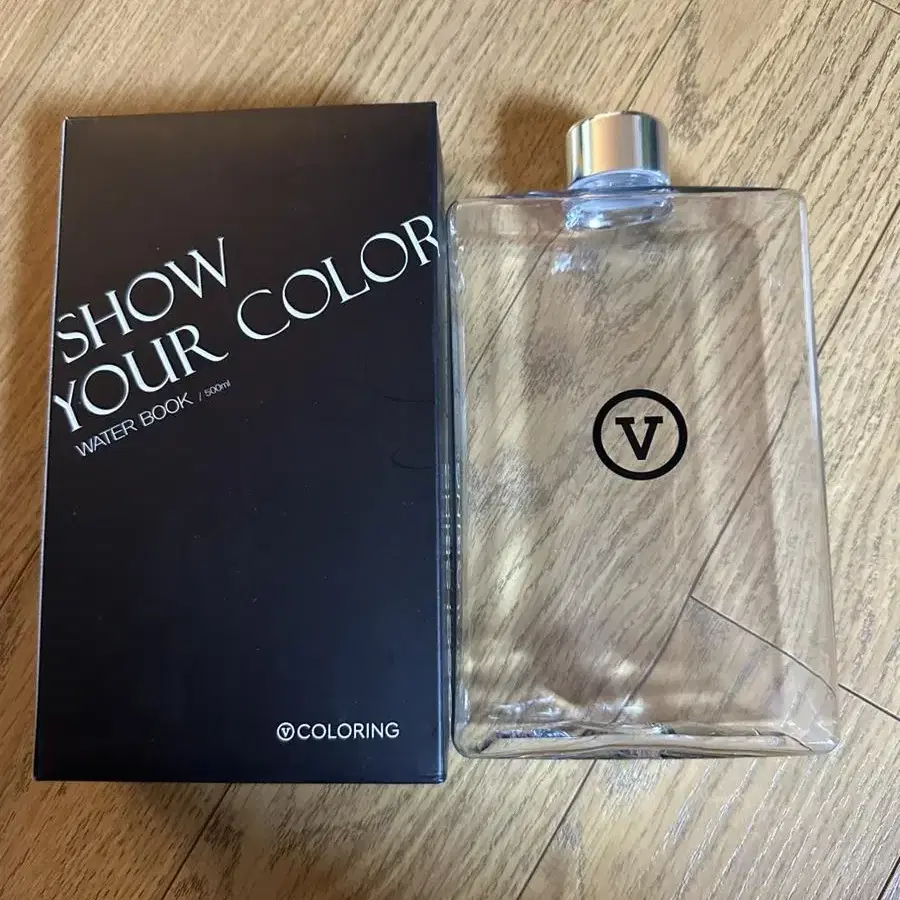 SHOW
YOUR COLOR
WATER BOOK / 500ml
V COLORING
V